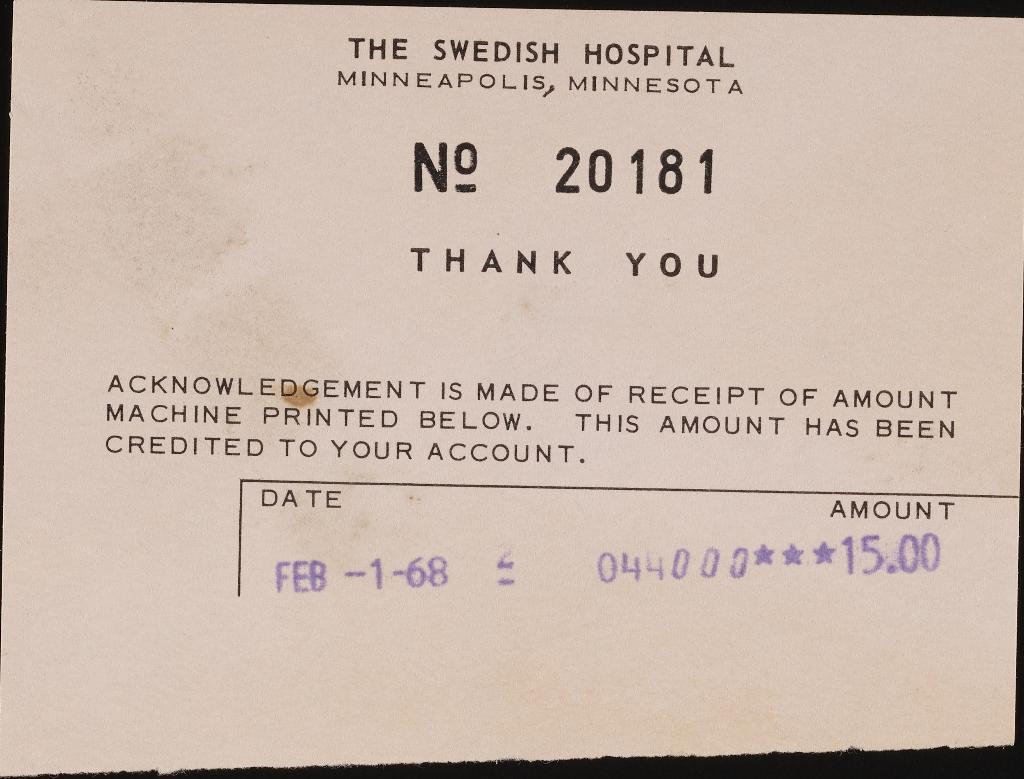 THE SWEDISH HOSPITAL
MINNEAPOLIS, MINNESOTA
Nº 20181
THANK YOU
ACKNOWLEDGEMENT IS MADE OF RECEIPT OF AMOUNT
MACHINE PRINTED BELOW. THIS AMOUNT HAS BEEN
CREDITED TO YOUR ACCOUNT.
DATE AMOUNT
FEB -1-68 044000***15.00